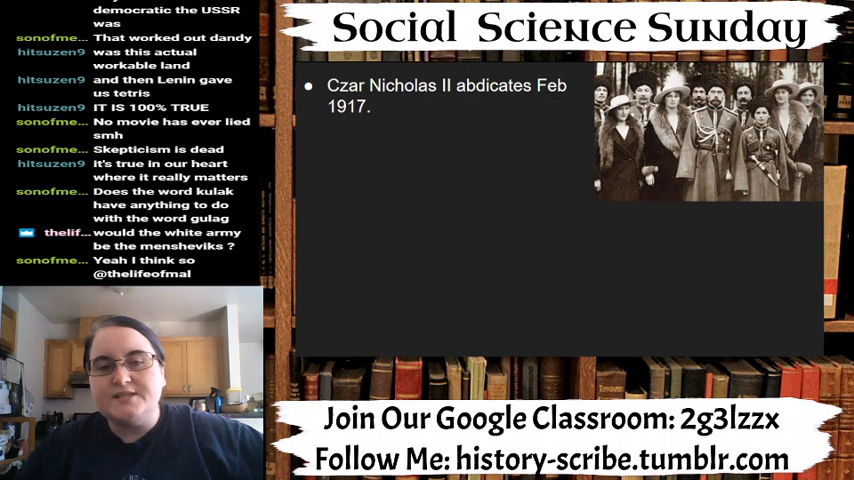 democratic the USSR
was
sonofme... That worked out dandy
hitsuzen9 was this actual
workable land
hitsuzen9 and then Lenin gave
us tetris
hitsuzen9 IT IS 100% TRUE
sonofme... No movie has ever lied
smh
sonofme... Skepticism is dead
hitsuzen9 it's true in our heart
where it really matters
sonofme... Does the word kulak
have anything to do
with the word gulag
thelif... would the white army
be the mensheviks ?
sonofme... Yeah I think so
@thelifeofmal
Social Science Sunday
● Czar Nicholas II abdicates Feb
1917.
Join Our Google Classroom: 2g3lzzx
Follow Me: history-scribe.tumblr.com